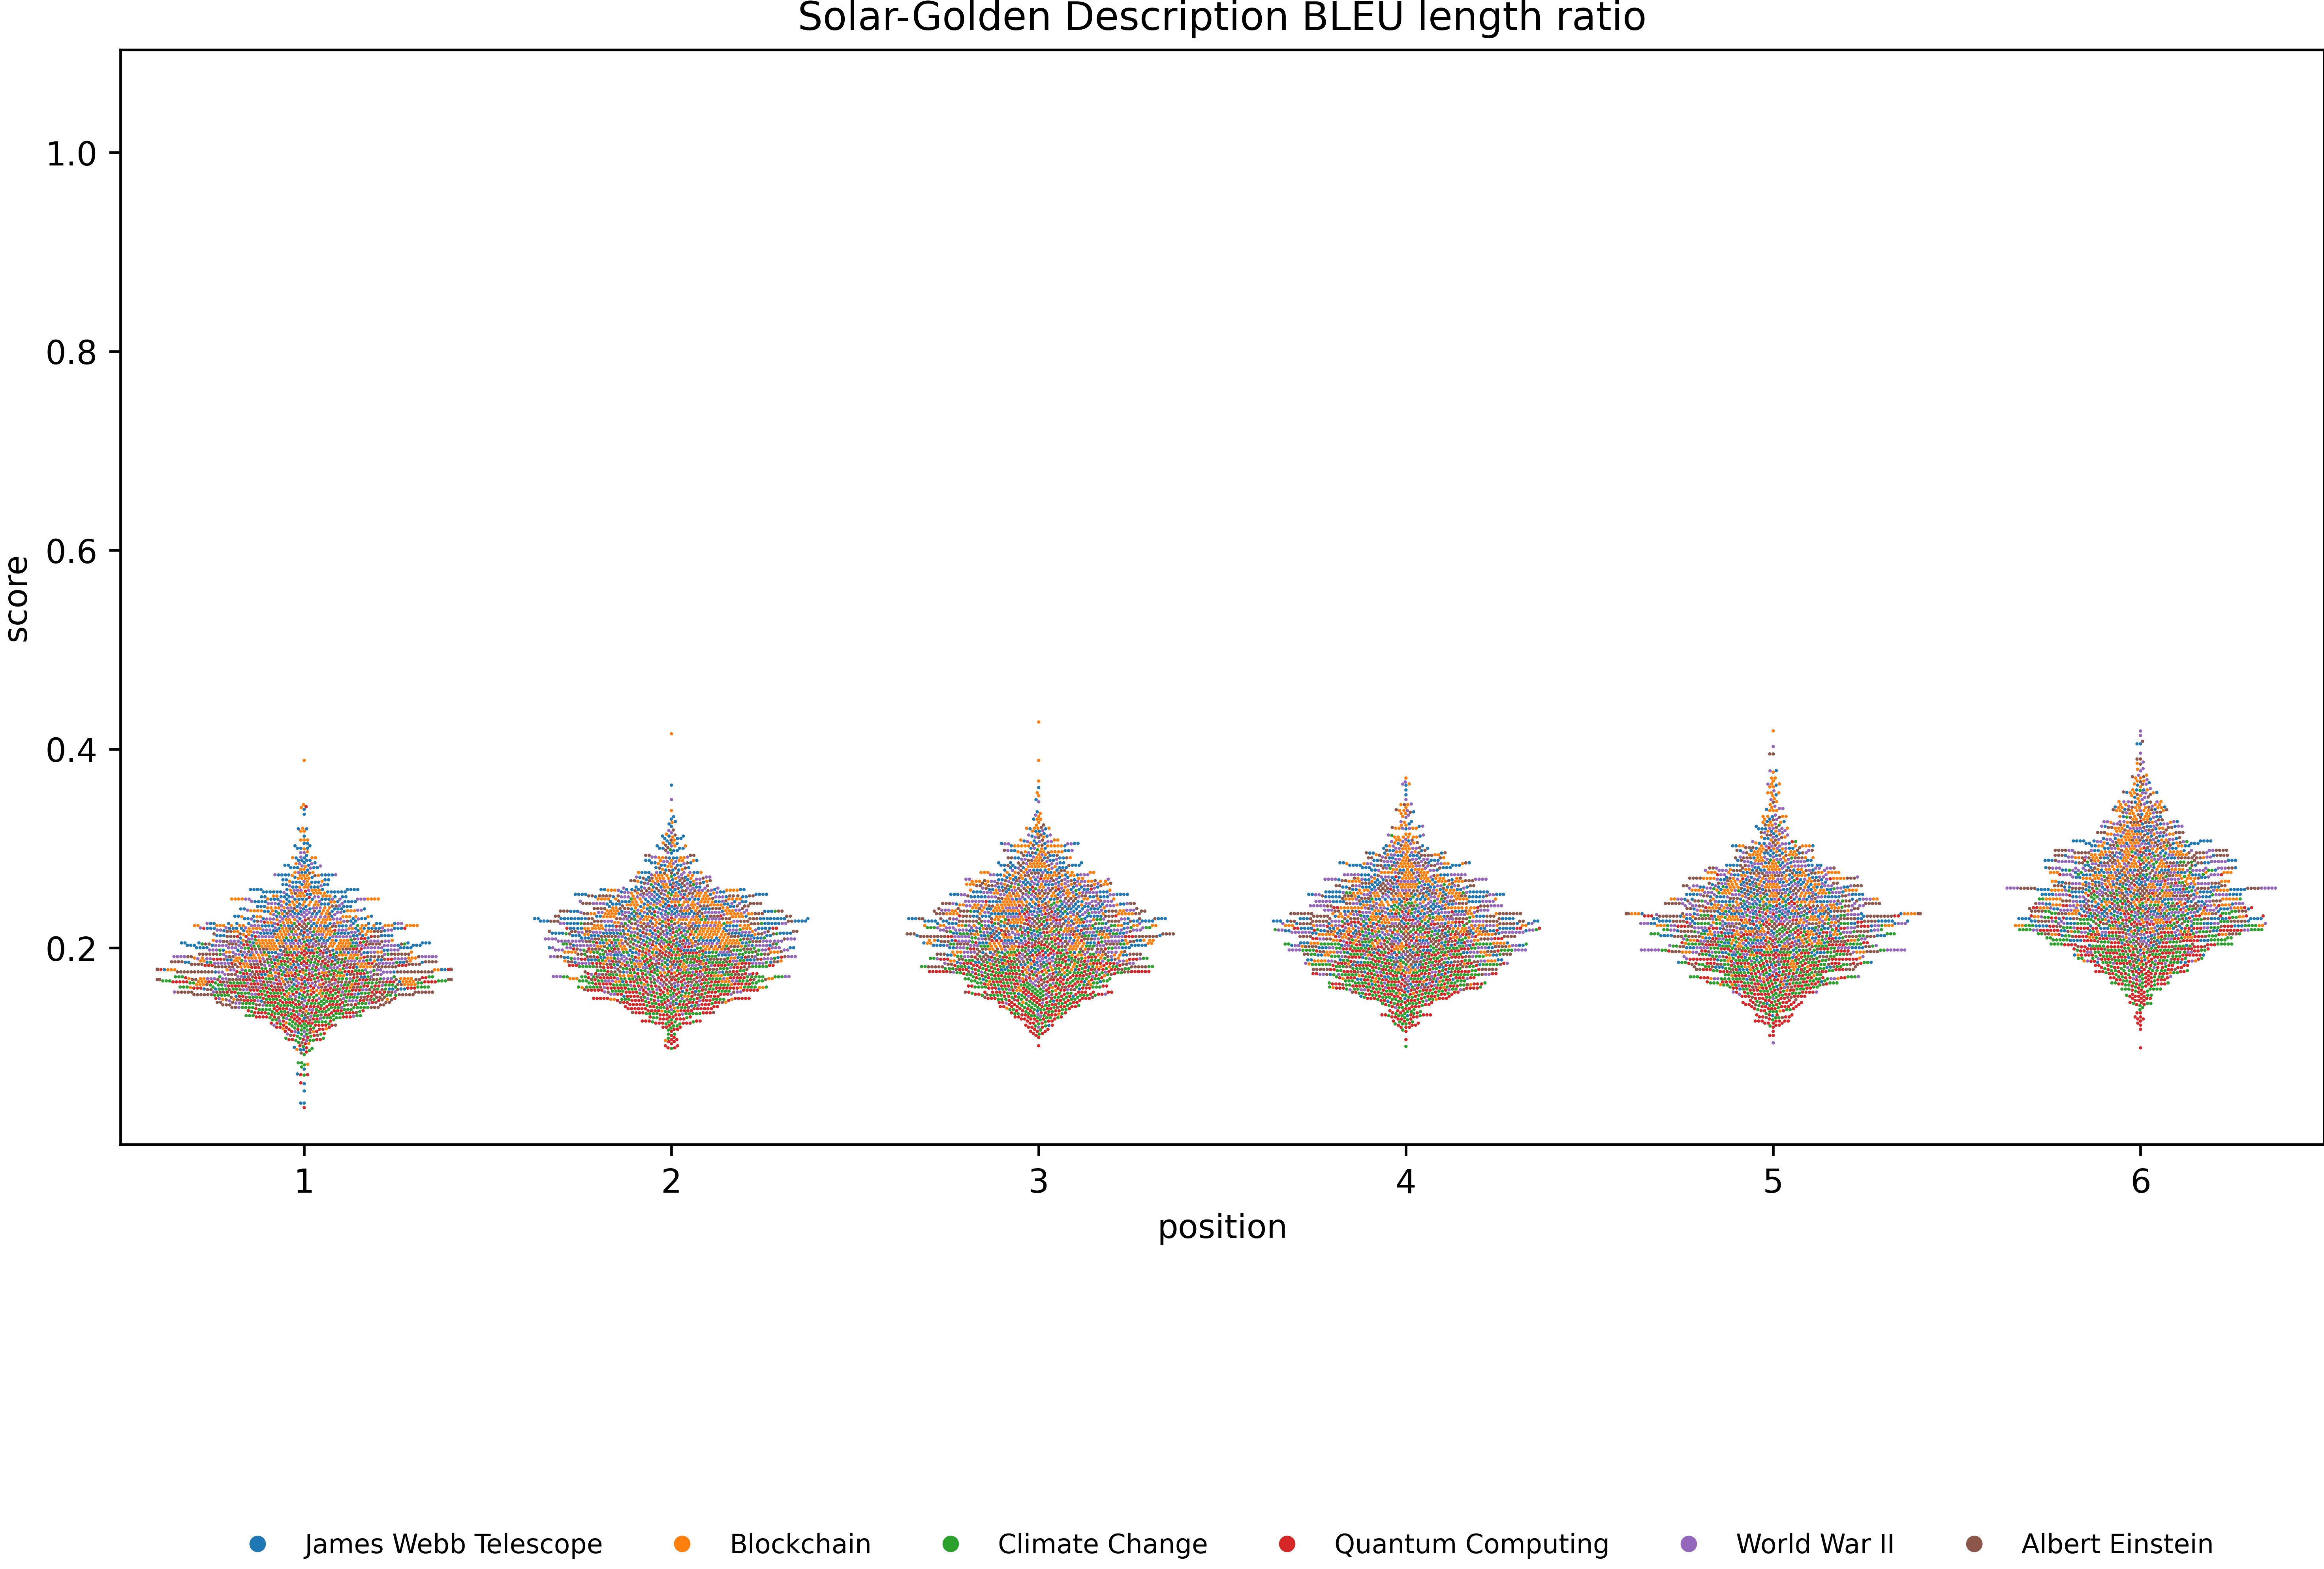 Solar-Golden Description BLEU length ratio
1.0
0.8
0.6
0.4
0.2
score
1 2 3 4 5 6
position
James Webb Telescope Blockchain Climate Change Quantum Computing World War II Albert Einstein